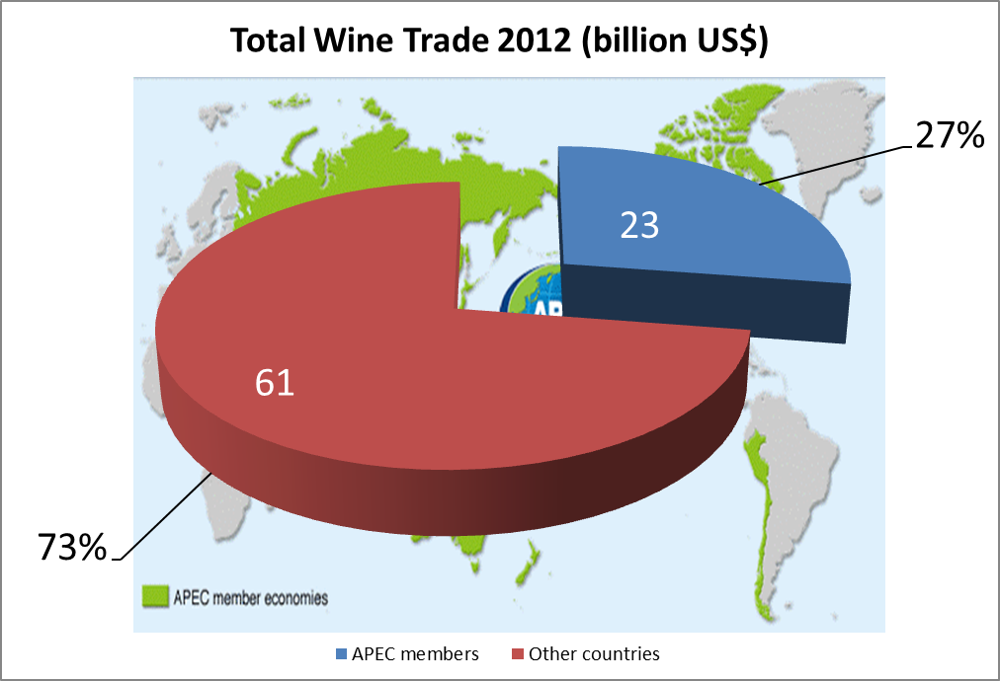 Total Wine Trade 2012 (billion US$)
27%
23
61
73%
APEC member economies
APEC members
Other countries